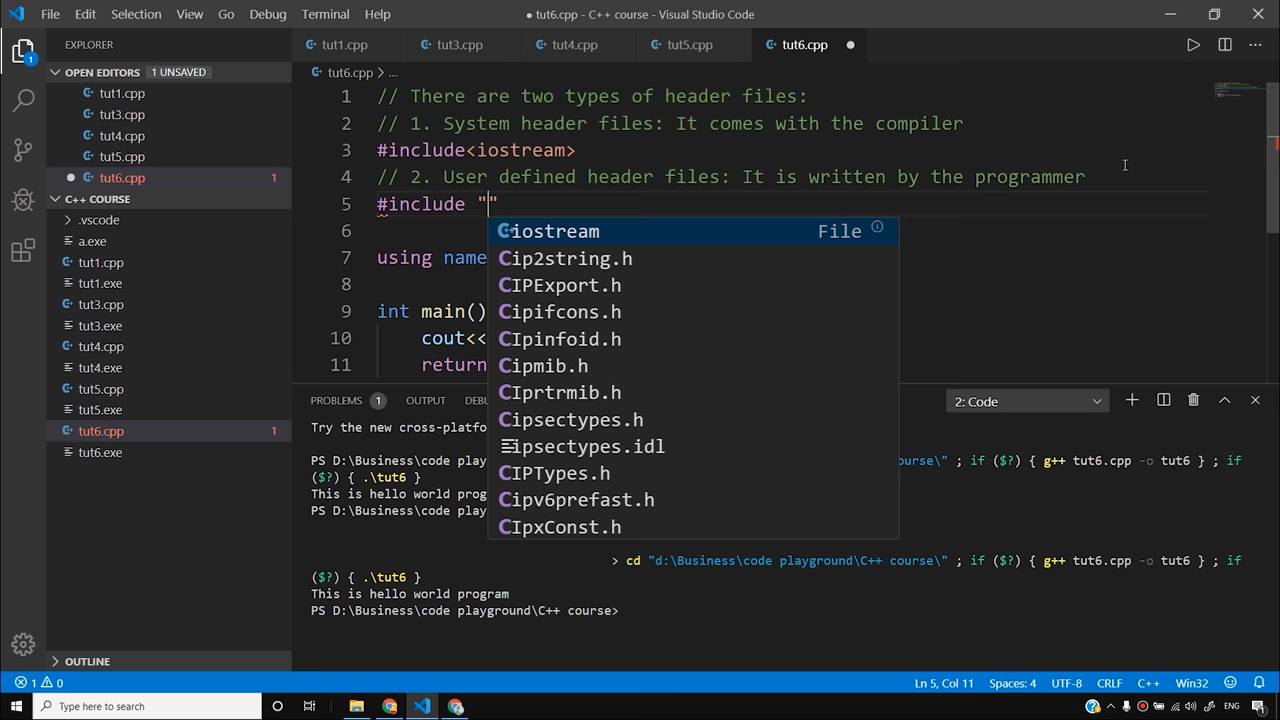 File Edit Selection View Go Debug Terminal Help
● tut6.cpp - C++ course - Visual Studio Code
EXPLORER
OPEN EDITORS 1 UNSAVED
tut1.cpp
tut3.cpp
tut4.cpp
tut5.cpp
● tut6.cpp 1
C++ COURSE
> .vscode
a.exe
tut1.cpp
tut1.exe
tut3.cpp
tut3.exe
tut4.cpp
tut4.exe
tut5.cpp
tut5.exe
tut6.cpp 1
tut6.exe
OUTLINE
tut1.cpp tut3.cpp tut4.cpp tut5.cpp tut6.cpp ●
tut6.cpp > ...
1 // There are two types of header files:
2 // 1. System header files: It comes with the compiler
3 #include<iostream>
4 // 2. User defined header files: It is written by the programmer
5 #include ""
6
7 using name
8
9 int main()
10 cout<<
11 return
iostream File
ip2string.h
IPExport.h
ipifcons.h
Ipinfoid.h
ipmib.h
Iprtrmib.h
ipsectypes.h
ipsectypes.idl
IPTypes.h
ipv6prefast.h
IpxConst.h
PROBLEMS 1 OUTPUT DEBU 2: Code
Try the new cross-platfo
PS D:\Business\code play ourse\" ; if ($?) { g++ tut6.cpp -o tut6 } ; if
($?) { .\tut6 }
This is hello world prog
PS D:\Business\code play
> cd "d:\Business\code playground\C++ course\" ; if ($?) { g++ tut6.cpp -o tut6 } ; if
($?) { .\tut6 }
This is hello world program
PS D:\Business\code playground\C++ course>
1 0 Ln 5, Col 11 Spaces: 4 UTF-8 CRLF C++ Win32
Type here to search ENG